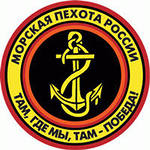 МОРСКАЯ ПЕХОТА РОССИИ
ТАМ, ГДЕ МЫ, ТАМ - ПОБЕДА!